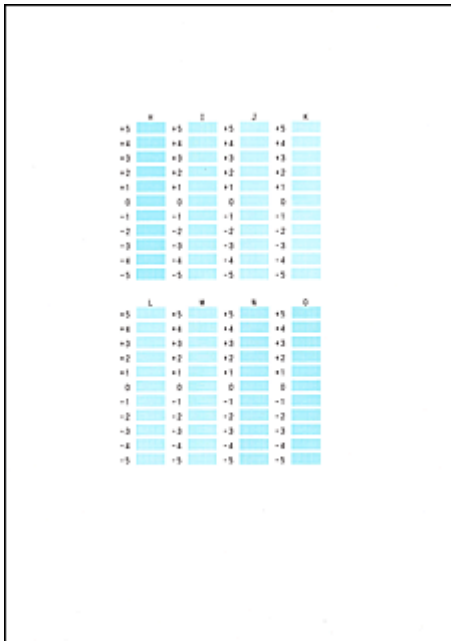 H I J K
+5 +5 +5 +5
+4 +4 +4 +4
+3 +3 +3 +3
+2 +2 +2 +2
+1 +1 +1 +1
0 0 0 0
-1 -1 -1 -1
-2 -2 -2 -2
-3 -3 -3 -3
-4 -4 -4 -4
-5 -5 -5 -5
L M N O
+5 +5 +5 +5
+4 +4 +4 +4
+3 +3 +3 +3
+2 +2 +2 +2
+1 +1 +1 +1
0 0 0 0
-1 -1 -1 -1
-2 -2 -2 -2
-3 -3 -3 -3
-4 -4 -4 -4
-5 -5 -5 -5